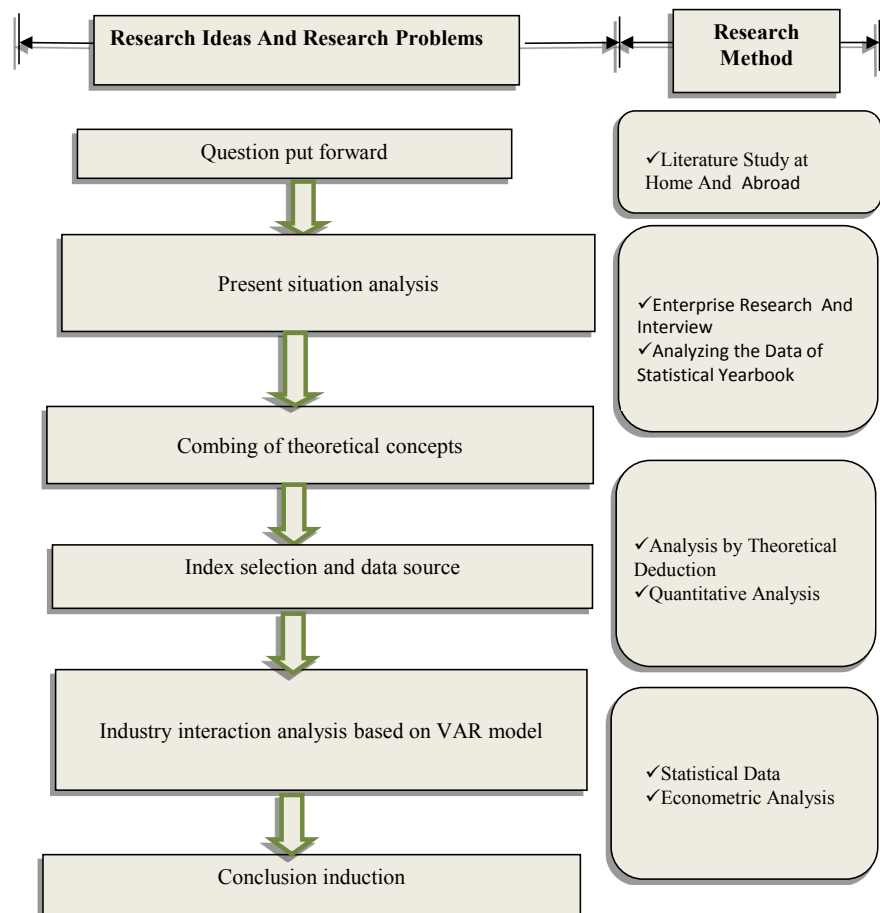 Research Ideas And Research Problems
Research
Method
Question put forward
Present situation analysis
Combing of theoretical concepts
Index selection and data source
Industry interaction analysis based on VAR model
Conclusion induction
✓Literature Study at
Home And Abroad
✓Enterprise Research And
Interview
✓Analyzing the Data of
Statistical Yearbook
✓Analysis by Theoretical
Deduction
✓Quantitative Analysis
✓Statistical Data
✓Econometric Analysis